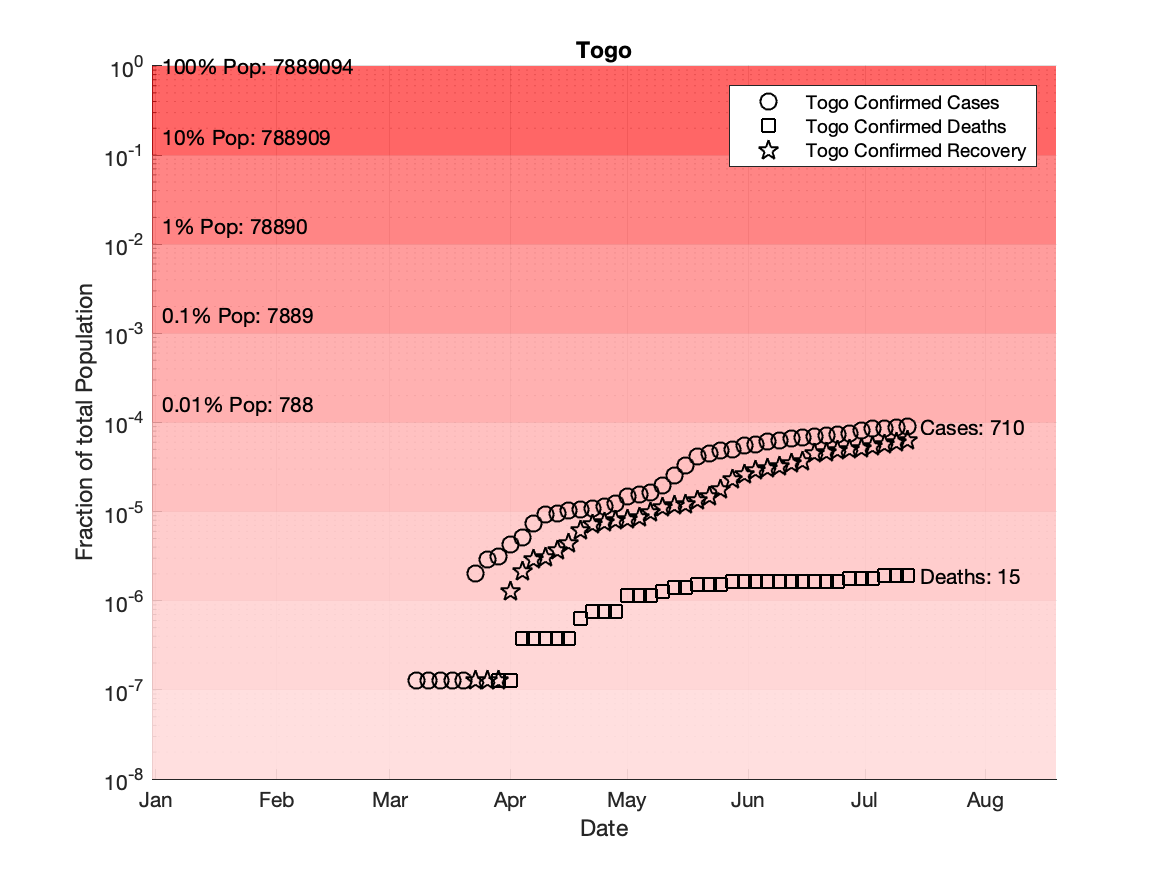 Togo
10^0
10^-1
10^-2
10^-3
10^-4
10^-5
10^-6
10^-7
10^-8
Fraction of total Population
100% Pop: 7889094
10% Pop: 788909
1% Pop: 78890
0.1% Pop: 7889
0.01% Pop: 788
Togo Confirmed Cases
Togo Confirmed Deaths
Togo Confirmed Recovery
Cases: 710
Deaths: 15
Jan Feb Mar Apr May Jun Jul Aug
Date